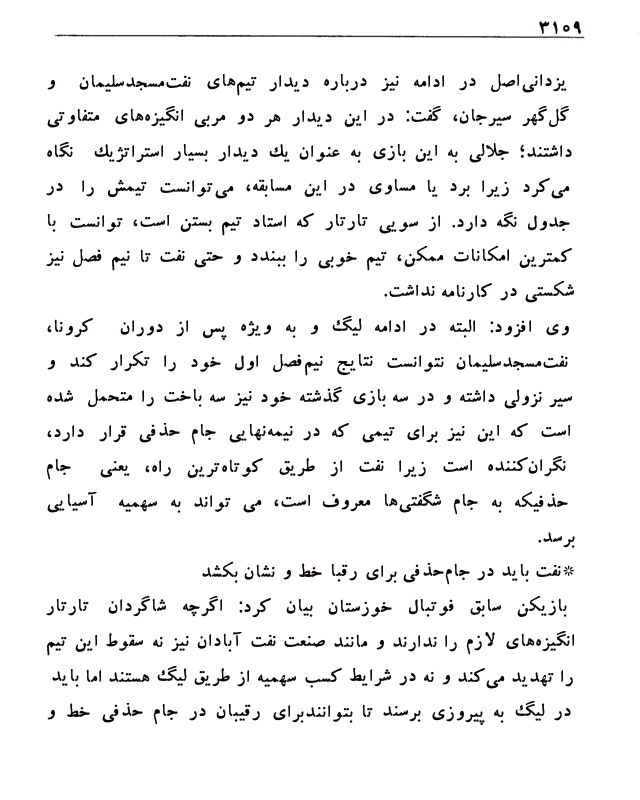 ۳۱۰۹
یزدانی‌اصل در ادامه نیز درباره دیدار تیم‌های نفت‌مسجدسلیمان و
گل‌گهر سیرجان، گفت: در این دیدار هر دو مربی انگیزه‌های متفاوتی
داشتند؛ جلالی به این بازی به عنوان یك دیدار بسیار استراتژیك نگاه
می‌کرد زیرا برد یا مساوی در این مسابقه، می‌توانست تیمش را در
جدول نگه دارد. از سویی تارتار که استاد تیم بستن است، توانست با
کمترین امکانات ممکن، تیم خوبی را ببندد و حتی نفت تا نیم فصل نیز
شکستی در کارنامه نداشت.
وی افزود: البته در ادامه لیگ و به ویژه پس از دوران کرونا،
نفت‌مسجدسلیمان نتوانست نتایج نیم‌فصل اول خود را تکرار کند و
سیر نزولی داشته و در سه بازی گذشته خود نیز سه باخت را متحمل شده
است که این نیز برای تیمی که در نیمه‌نهایی جام حذفی قرار دارد،
نگران‌کننده است زیرا نفت از طریق کوتاه‌ترین راه، یعنی جام
حذفیکه به جام شگفتی‌ها معروف است، می تواند به سهمیه آسیایی
برسد.
*نفت باید در جام‌حذفی برای رقبا خط و نشان بکشد
بازیکن سابق فوتبال خوزستان بیان کرد: اگرچه شاگردان تارتار
انگیزه‌های لازم را ندارند و مانند صنعت نفت آبادان نیز نه سقوط این تیم
را تهدید می‌کند و نه در شرایط کسب سهمیه از طریق لیگ هستند اما باید
در لیگ به پیروزی برسند تا بتوانندبرای رقیبان در جام حذفی خط و